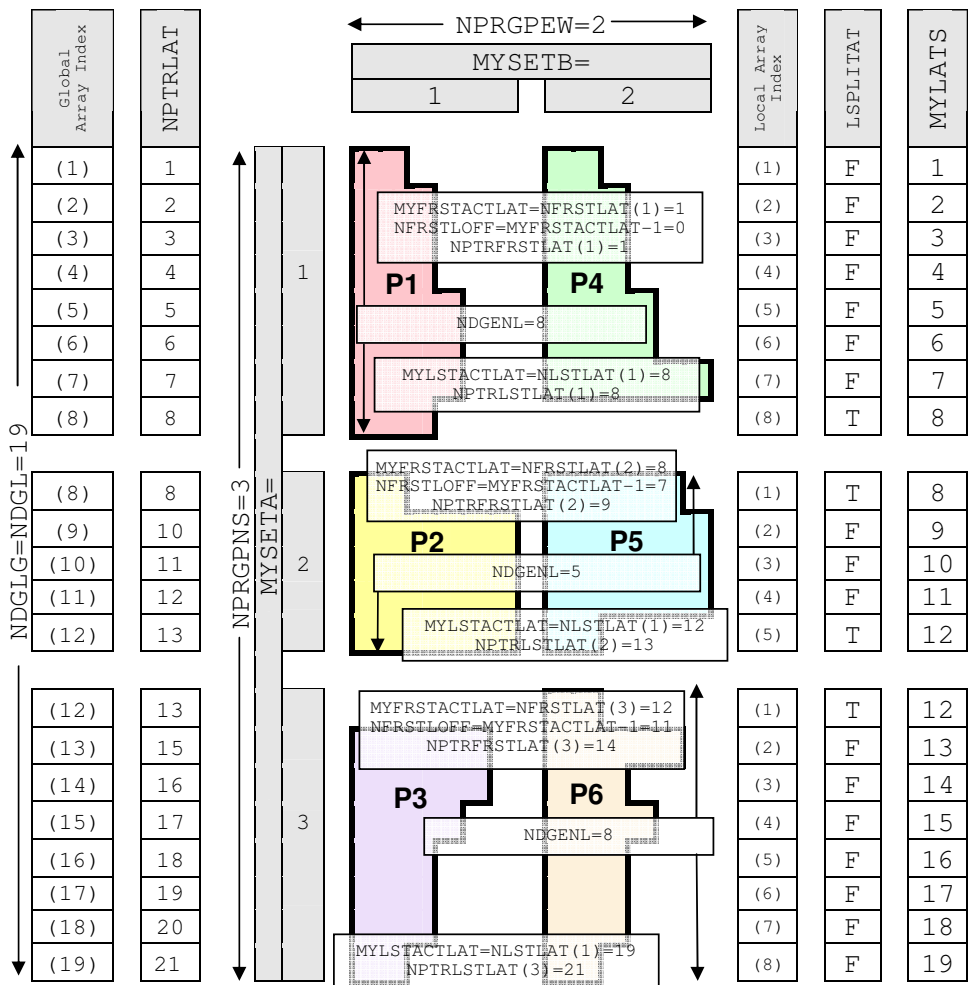 NPRGPEW=2
MYSETB=
1 2
Global Array Index
NPTRLAT
Local Array Index
LSPLITAT
MYLATS
NDGLG=NDGL=19
NPRGPNS=3
MYSETA=
(1) 1 (1) F 1
(2) 2 (2) F 2
(3) 3 (3) F 3
(4) 4 (4) F 4
(5) 5 (5) F 5
(6) 6 (6) F 6
(7) 7 (7) F 7
(8) 8 (8) T 8
1
MYFRSTACTLAT=NFRSTLAT(1)=1
NFRSTLOFF=MYFRSTACTLAT-1=0
NPTRFRSTLAT(1)=1
P1 P4
NDGENL=8
MYLSTACTLAT=NLSTLAT(1)=8
NPTRLSTLAT(1)=8
(8) 8 (1) T 8
(9) 10 (2) F 9
(10) 11 (3) F 10
(11) 12 (4) F 11
(12) 13 (5) T 12
2
MYFRSTACTLAT=NFRSTLAT(2)=8
NFRSTLOFF=MYFRSTACTLAT-1=7
NPTRFRSTLAT(2)=9
P2 P5
NDGENL=5
MYLSTACTLAT=NLSTLAT(1)=12
NPTRLSTLAT(2)=13
(12) 13 (1) T 12
(13) 15 (2) F 13
(14) 16 (3) F 14
(15) 17 (4) F 15
(16) 18 (5) F 16
(17) 19 (6) F 17
(18) 20 (7) F 18
(19) 21 (8) F 19
3
MYFRSTACTLAT=NFRSTLAT(3)=12
NFRSTLOFF=MYFRSTACTLAT-1=11
NPTRFRSTLAT(3)=14
P3 P6
NDGENL=8
MYLSTACTLAT=NLSTLAT(1)=19
NPTRLSTLAT(3)=21